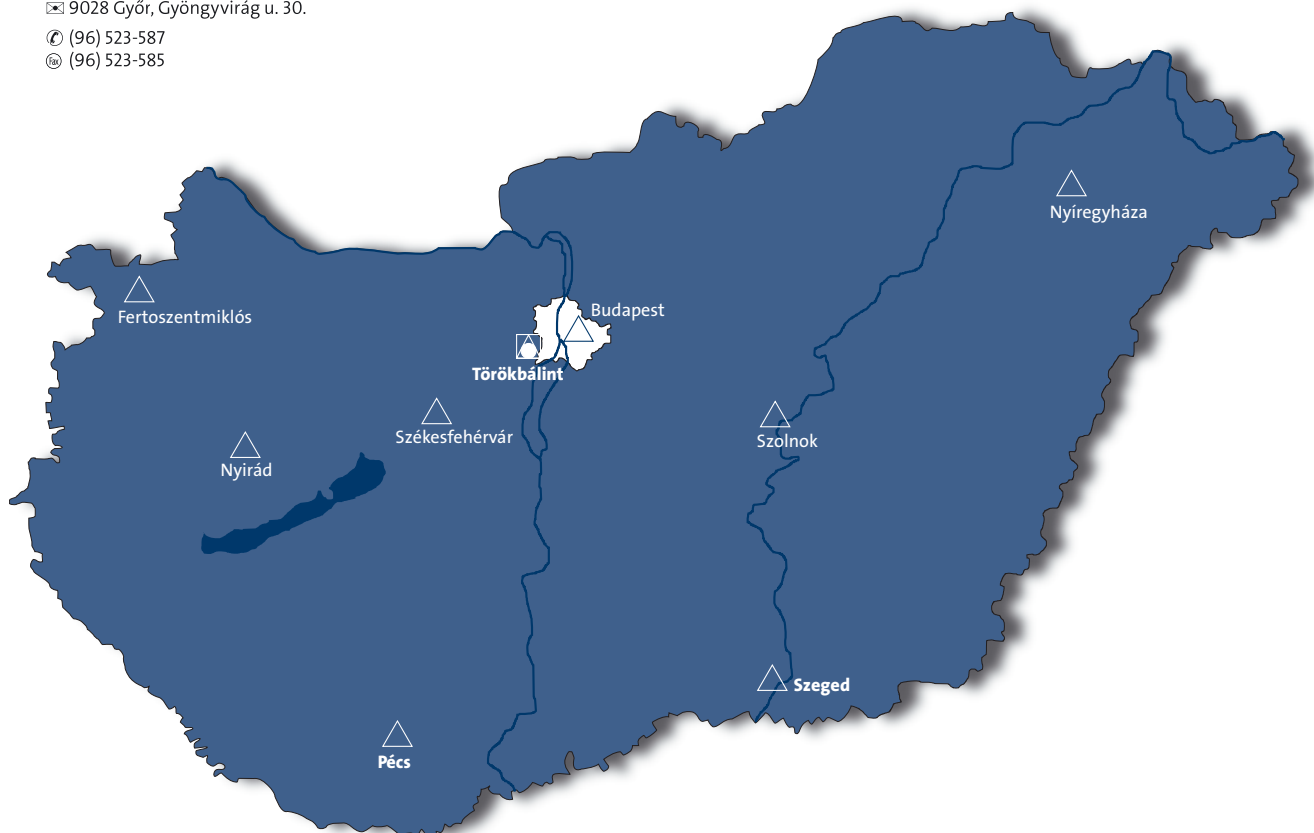 ✉ 9028 Győr, Gyöngyvirág u. 30.
✆ (96) 523-587
Fax (96) 523-585
Nyíregyháza
Fertoszentmiklós
Budapest
Törökbálint
Székesfehérvár
Szolnok
Nyirád
Szeged
Pécs